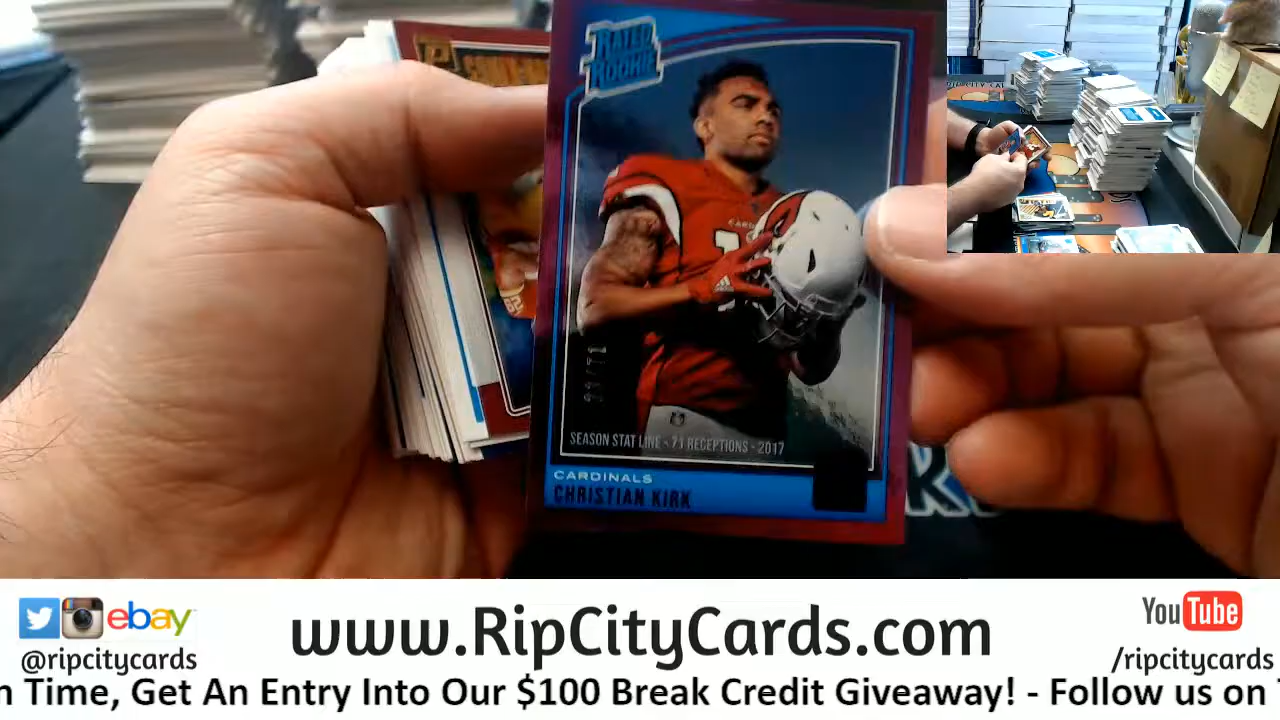 RATED
ROOKIE
SEASON STAT LINE - 71 RECEPTIONS - 2017
CARDINALS
CHRISTIAN KIRK
ebay
@ripcitycards
www.RipCityCards.com
YouTube
/ripcitycards
Time, Get An Entry Into Our $100 Break Credit Giveaway! - Follow us on